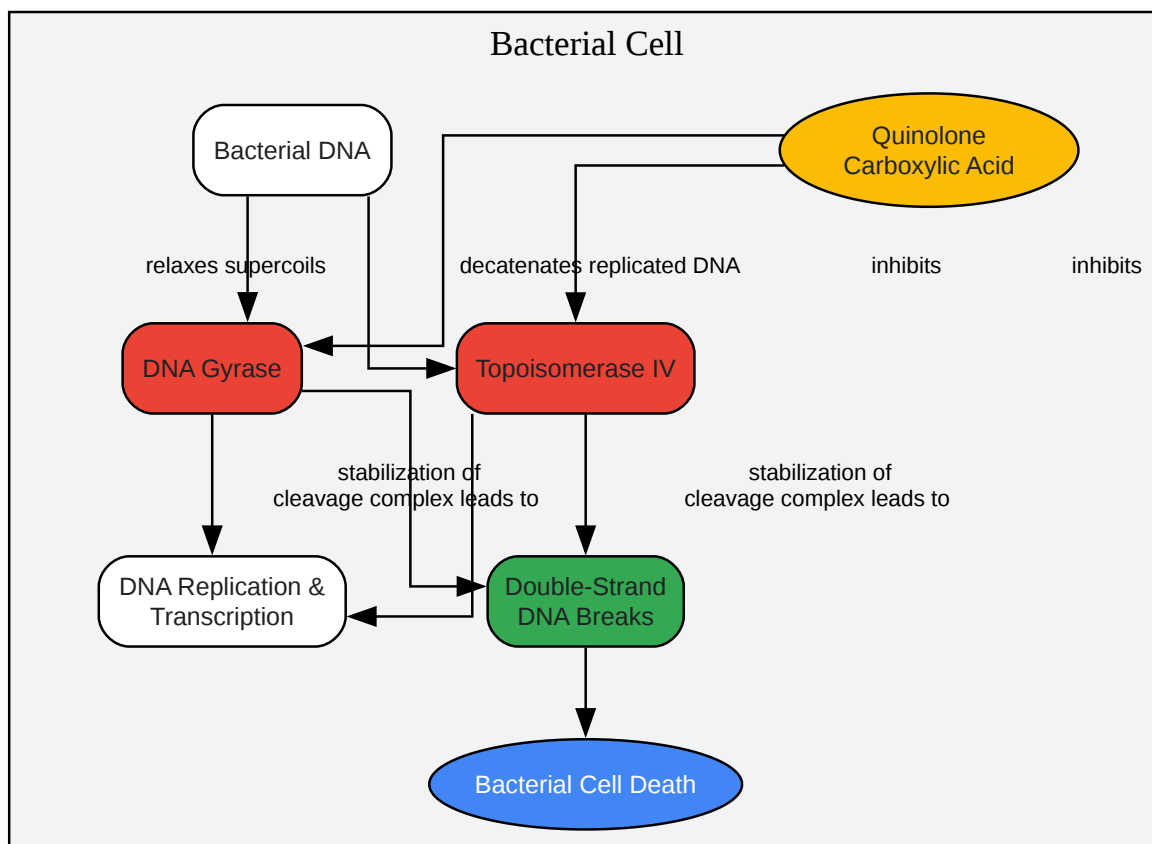 Bacterial Cell
Bacterial DNA
Quinolone
Carboxylic Acid
relaxes supercoils
decatenates replicated DNA
inhibits
inhibits
DNA Gyrase
Topoisomerase IV
stabilization of
cleavage complex leads to
stabilization of
cleavage complex leads to
DNA Replication &
Transcription
Double-Strand
DNA Breaks
Bacterial Cell Death